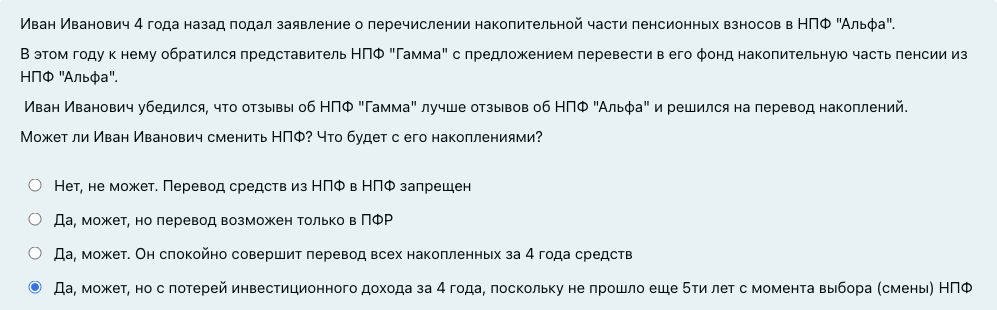 Иван Иванович 4 года назад подал заявление о перечислении накопительной части пенсионных взносов в НПФ "Альфа".
В этом году к нему обратился представитель НПФ "Гамма" с предложением перевести в его фонд накопительную часть пенсии из
НПФ "Альфа".
Иван Иванович убедился, что отзывы об НПФ "Гамма" лучше отзывов об НПФ "Альфа" и решился на перевод накоплений.
Может ли Иван Иванович сменить НПФ? Что будет с его накоплениями?
Нет, не может. Перевод средств из НПФ в НПФ запрещен
Да, может, но перевод возможен только в ПФР
Да, может. Он спокойно совершит перевод всех накопленных за 4 года средств
Да, может, но с потерей инвестиционного дохода за 4 года, поскольку не прошло еще 5ти лет с момента выбора (смены) НПФ